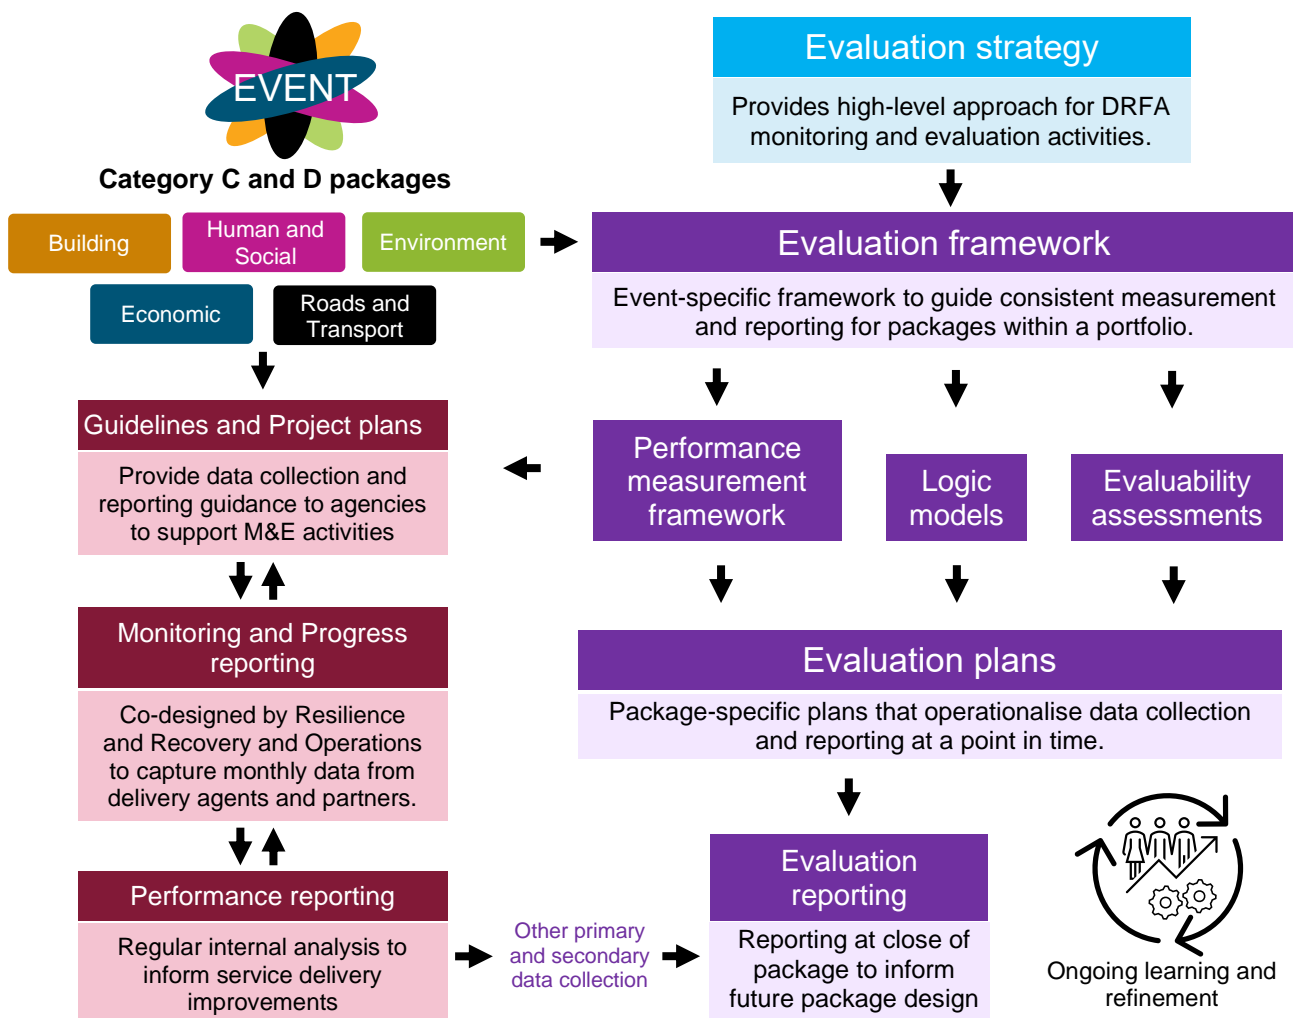 EVENT
Category C and D packages
Building
Human and
Social
Environment
Economic
Roads and
Transport
Evaluation strategy
Provides high-level approach for DRFA
monitoring and evaluation activities.
Evaluation framework
Event-specific framework to guide consistent measurement
and reporting for packages within a portfolio.
Guidelines and Project plans
Provide data collection and
reporting guidance to agencies
to support M&E activities
Performance
measurement
framework
Logic
models
Evaluability
assessments
Monitoring and Progress
reporting
Co-designed by Resilience
and Recovery and Operations
to capture monthly data from
delivery agents and partners.
Evaluation plans
Package-specific plans that operationalise data collection
and reporting at a point in time.
Performance reporting
Regular internal analysis to
inform service delivery
improvements
Other primary
and secondary
data collection
Evaluation
reporting
Reporting at close of
package to inform
future package design
Ongoing learning and
refinement